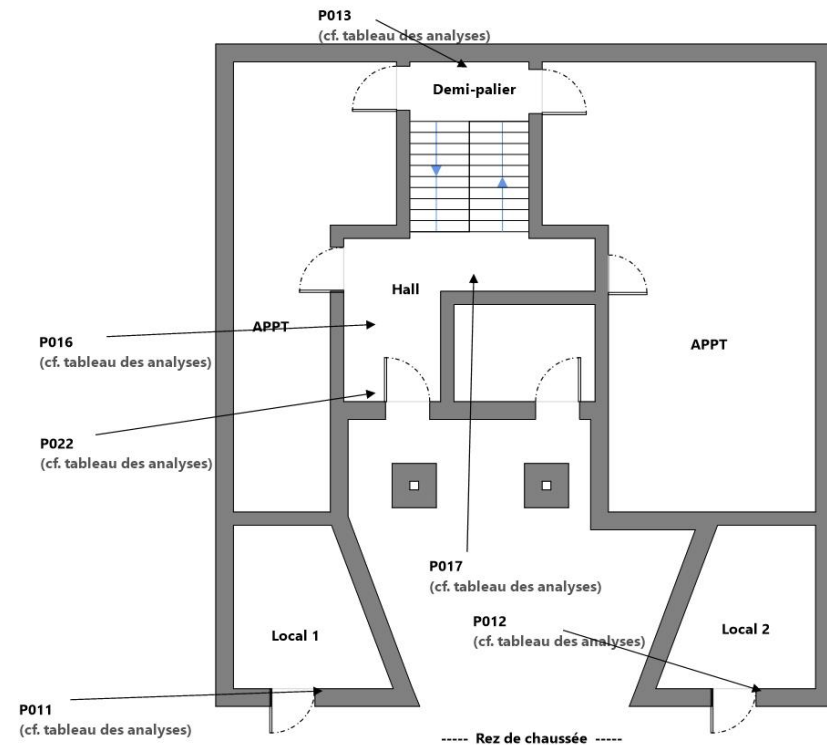 P013
(cf. tableau des analyses)
Demi-palier
Hall
APPT
P016
(cf. tableau des analyses)
APPT
P022
(cf. tableau des analyses)
P017
(cf. tableau des analyses)
P012
(cf. tableau des analyses)
Local 1
Local 2
P011
(cf. tableau des analyses)
----- Rez de chaussée -----